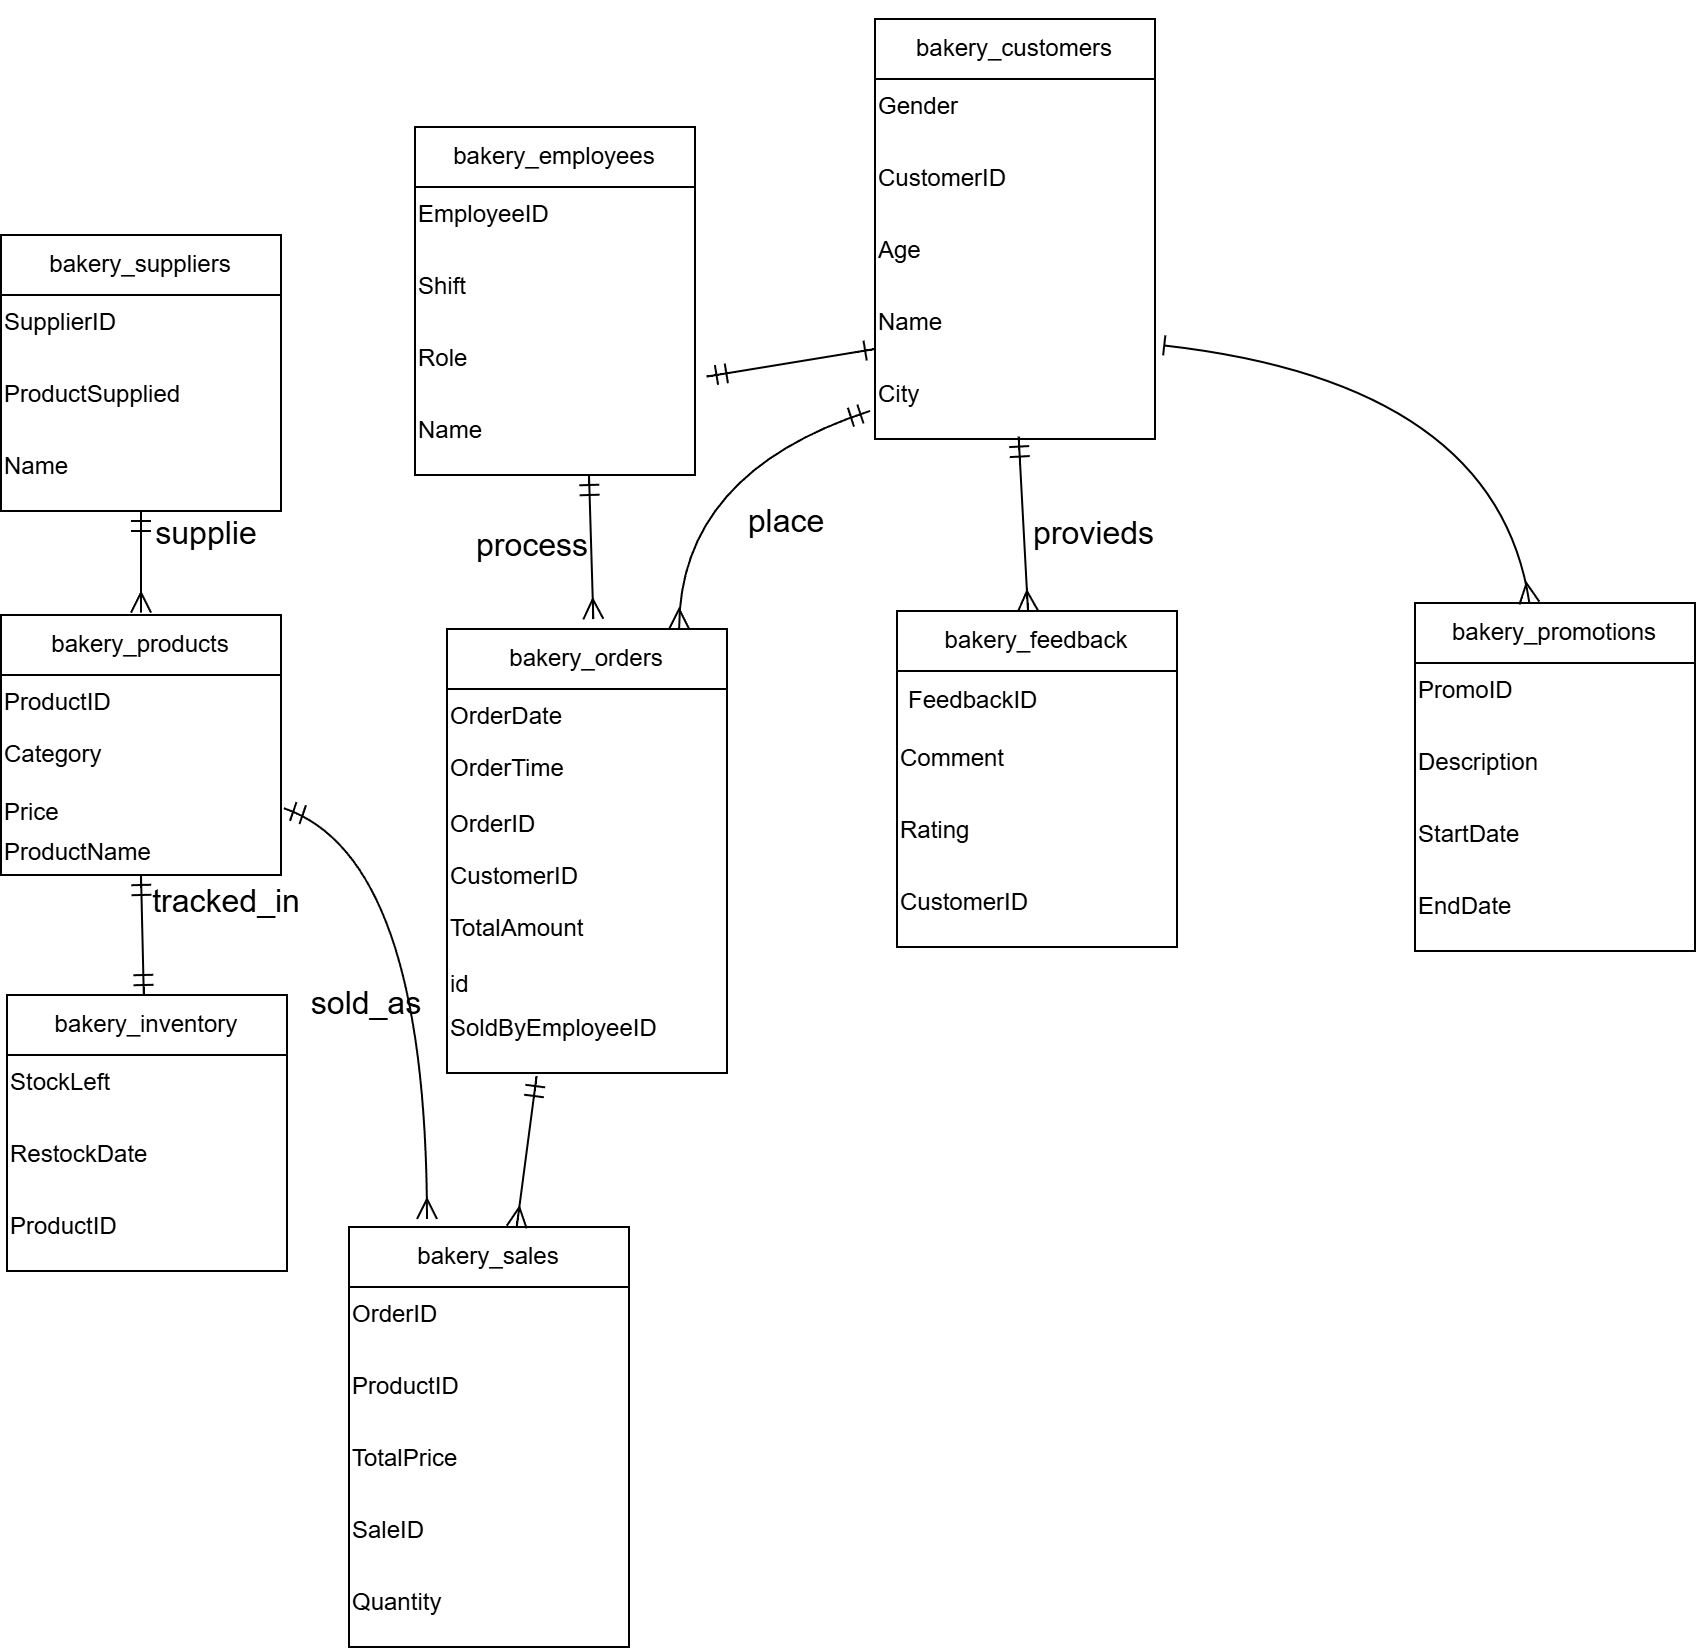 bakery_customers
Gender
CustomerID
Age
Name
City
bakery_employees
EmployeeID
Shift
Role
Name
bakery_suppliers
SupplierID
ProductSupplied
Name
supplie
process
place
provieds
bakery_products
ProductID
Category
Price
ProductName
tracked_in
bakery_orders
OrderDate
OrderTime
OrderID
CustomerID
TotalAmount
id
SoldByEmployeeID
bakery_feedback
FeedbackID
Comment
Rating
CustomerID
bakery_promotions
PromoID
Description
StartDate
EndDate
sold_as
bakery_inventory
StockLeft
RestockDate
ProductID
bakery_sales
OrderID
ProductID
TotalPrice
SaleID
Quantity